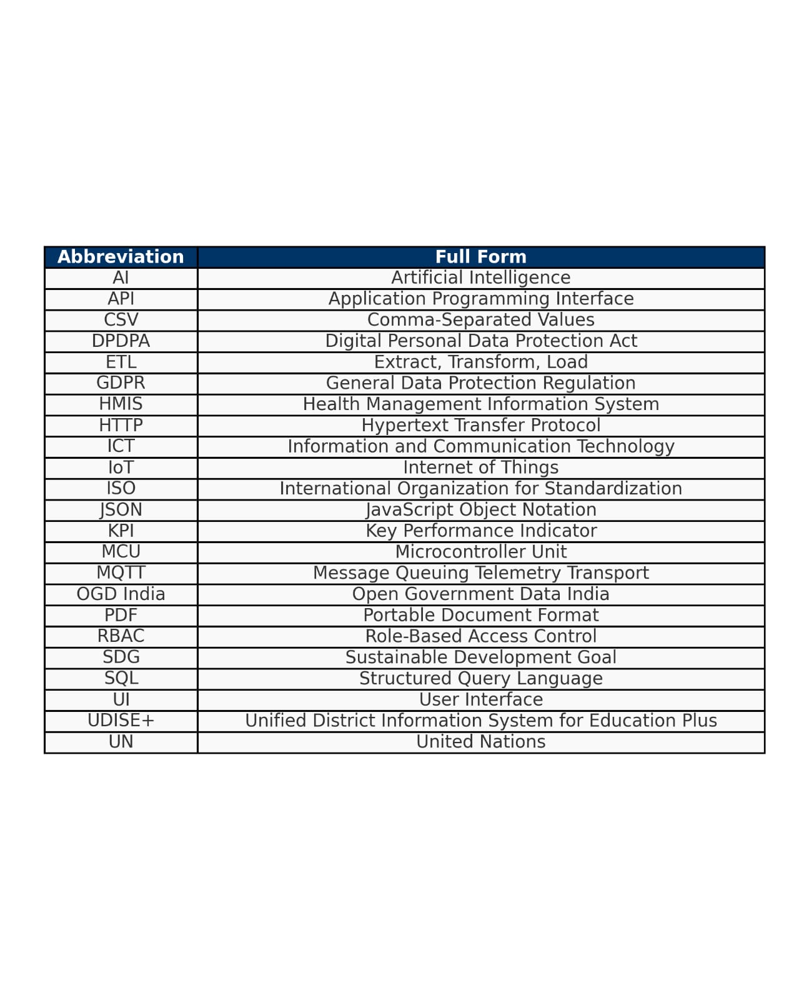 Abbreviation Full Form
AI Artificial Intelligence
API Application Programming Interface
CSV Comma-Separated Values
DPDPA Digital Personal Data Protection Act
ETL Extract, Transform, Load
GDPR General Data Protection Regulation
HMIS Health Management Information System
HTTP Hypertext Transfer Protocol
ICT Information and Communication Technology
IoT Internet of Things
ISO International Organization for Standardization
JSON JavaScript Object Notation
KPI Key Performance Indicator
MCU Microcontroller Unit
MQTT Message Queuing Telemetry Transport
OGD India Open Government Data India
PDF Portable Document Format
RBAC Role-Based Access Control
SDG Sustainable Development Goal
SQL Structured Query Language
UI User Interface
UDISE+ Unified District Information System for Education Plus
UN United Nations